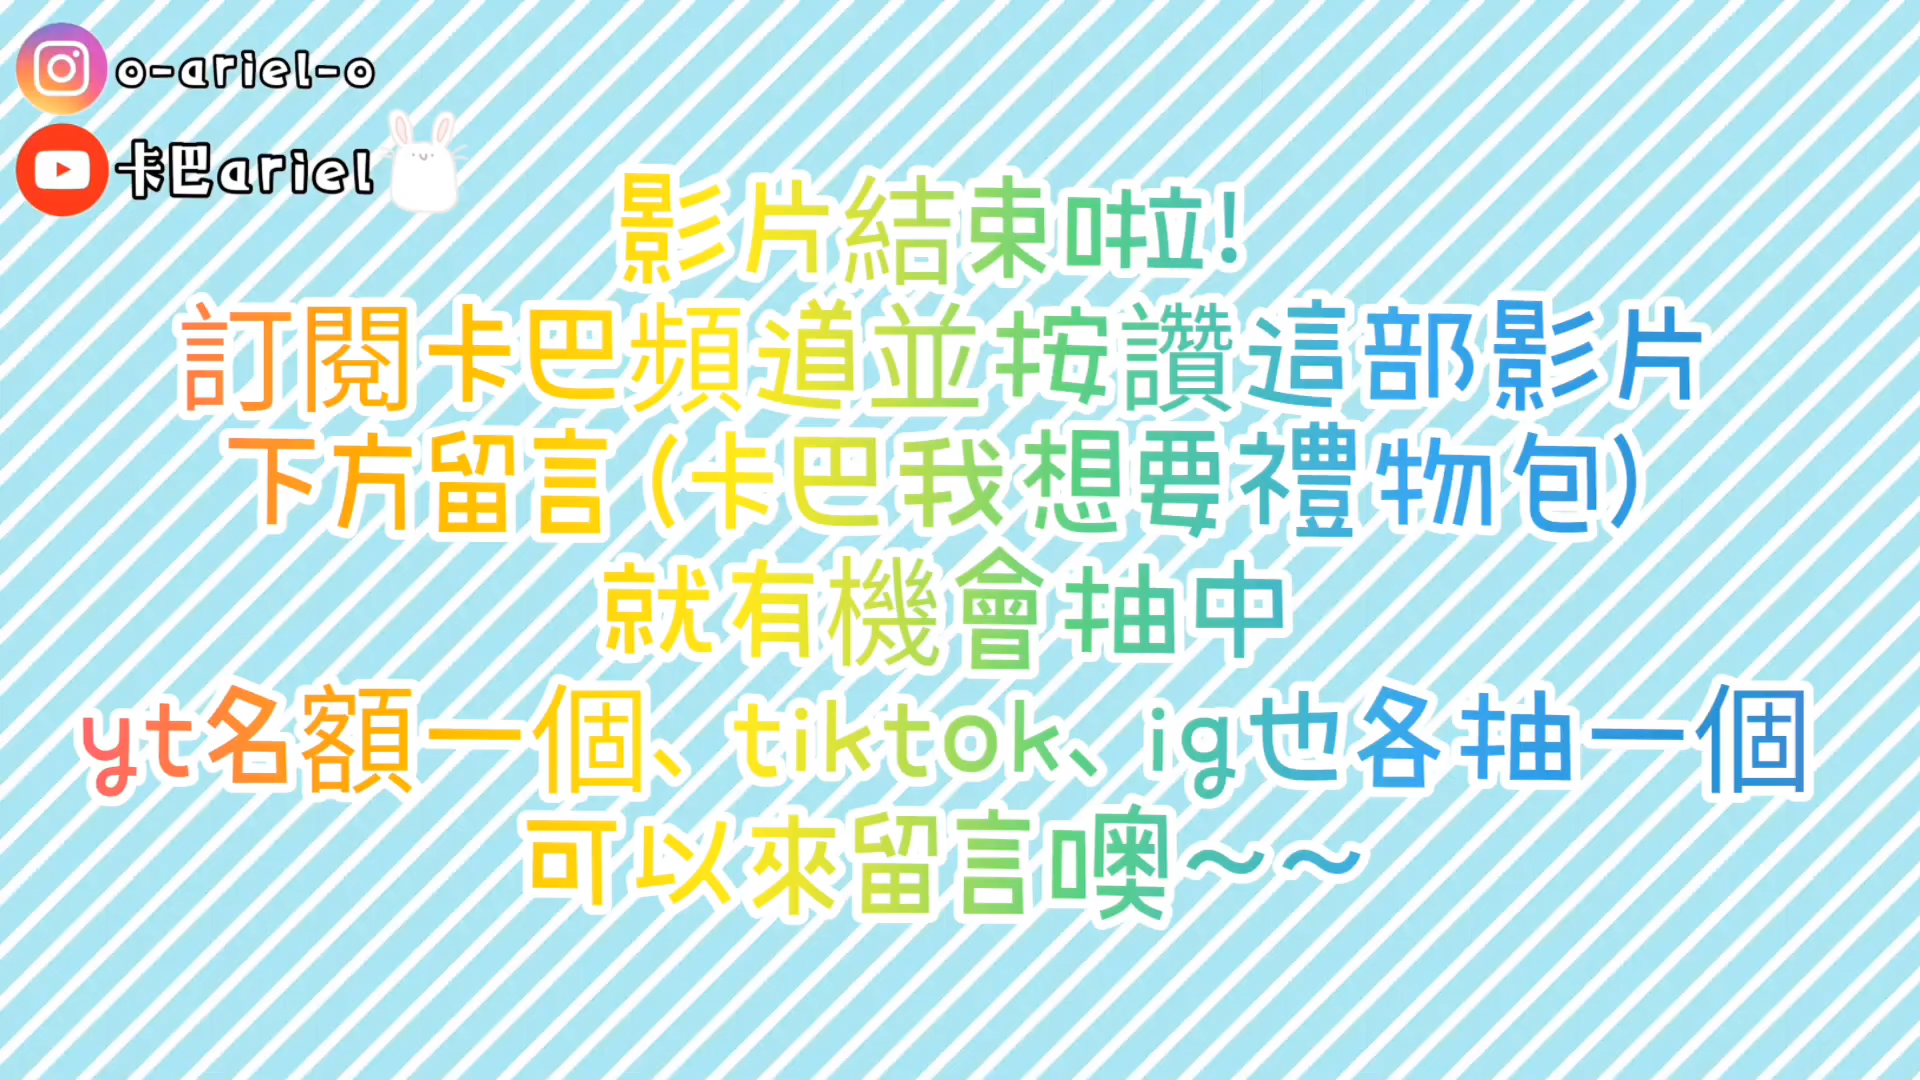 o-ariel-o
卡巴ariel
影片結束啦!
訂閱卡巴頻道並按讚這部影片
下方留言(卡巴我想要禮物包)
就有機會抽中
yt名額一個、tiktok、ig也各抽一個
可以來留言噢~~